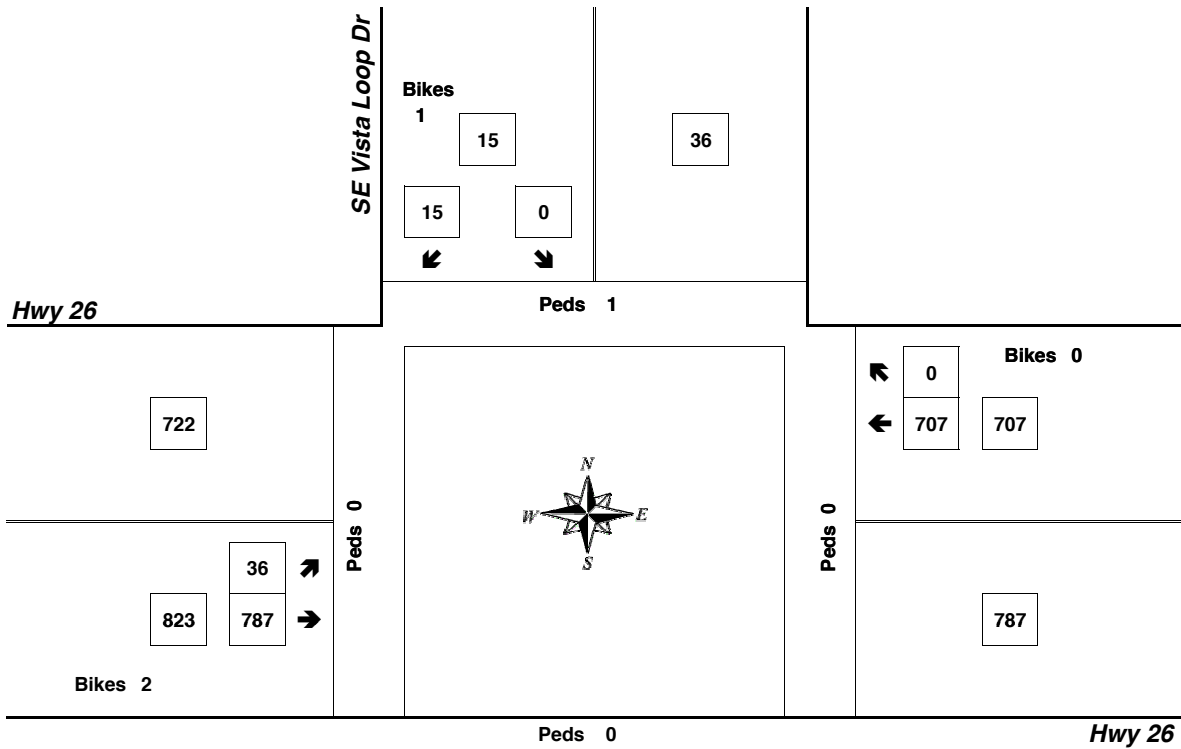 SE Vista Loop Dr
Bikes
1
15
36
15 0
Peds 1
Hwy 26
Bikes 0
0
722
707 707
N
W E
S
Peds 0
Peds 0
36
823 787
787
Bikes 2
Peds 0
Hwy 26